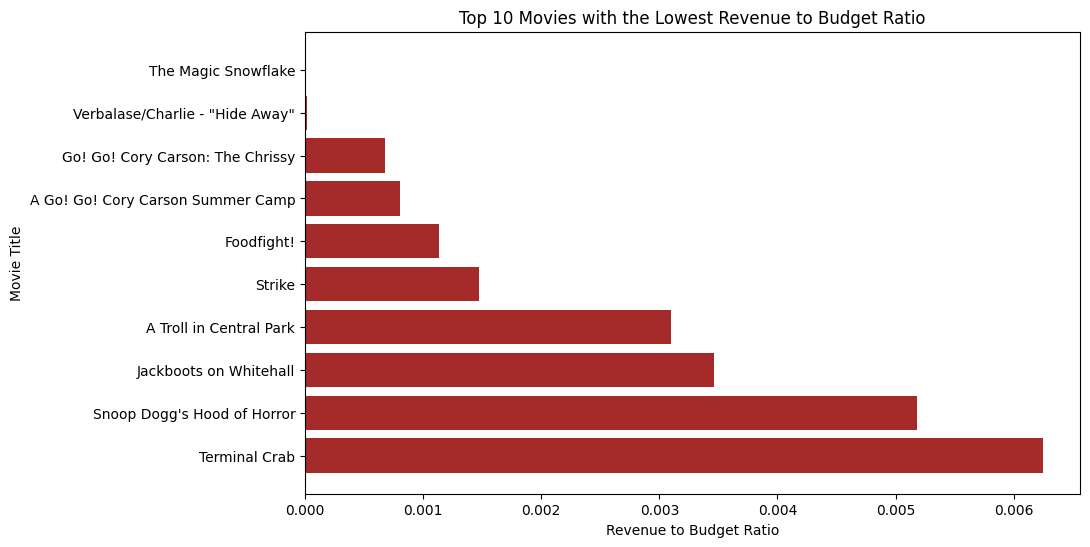 Top 10 Movies with the Lowest Revenue to Budget Ratio
Movie Title
The Magic Snowflake
Verbalase/Charlie - "Hide Away"
Go! Go! Cory Carson: The Chrissy
A Go! Go! Cory Carson Summer Camp
Foodfight!
Strike
A Troll in Central Park
Jackboots on Whitehall
Snoop Dogg's Hood of Horror
Terminal Crab
0.000 0.001 0.002 0.003 0.004 0.005 0.006
Revenue to Budget Ratio